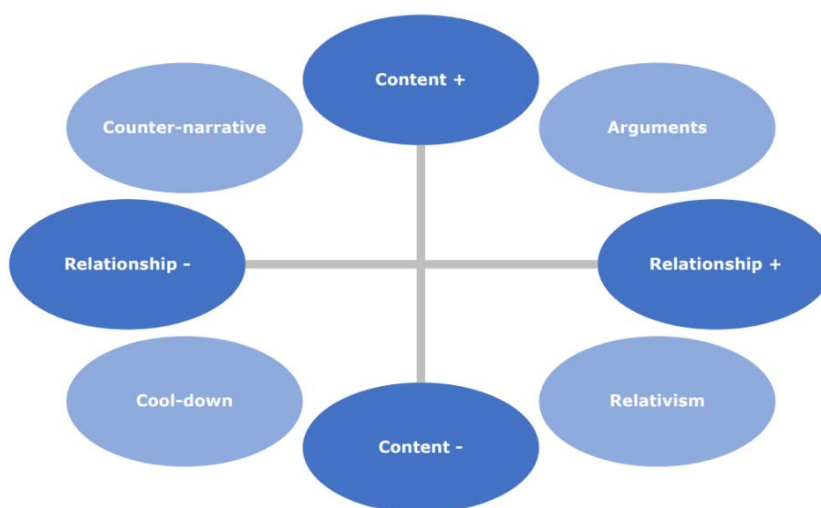 Content +
Counter-narrative
Arguments
Relationship -
Relationship +
Cool-down
Relativism
Content -